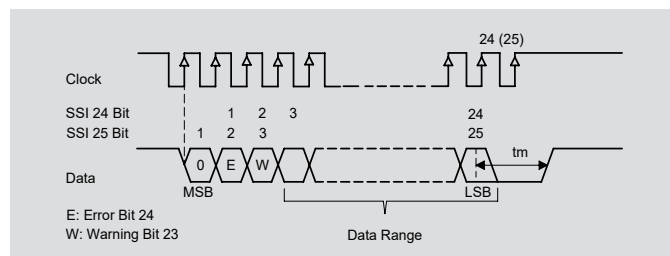 24 (25)
Clock
SSI 24 Bit 1 2 3 24
SSI 25 Bit 1 2 3 25
tm
Data 0 E W
MSB LSB
E: Error Bit 24
W: Warning Bit 23
Data Range